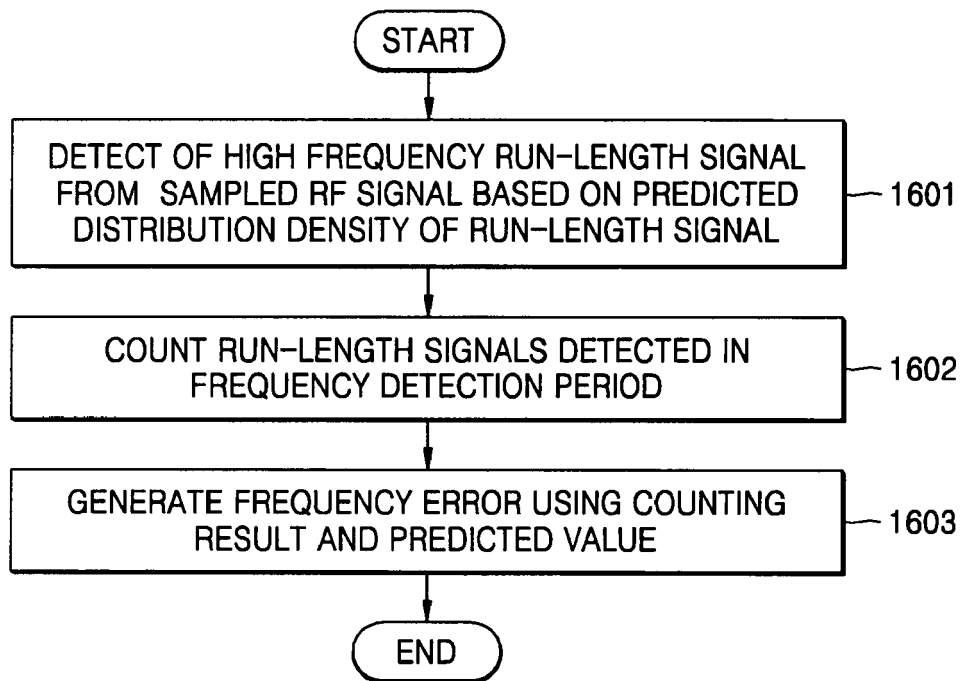 START
DETECT OF HIGH FREQUENCY RUN-LENGTH SIGNAL
FROM SAMPLED RF SIGNAL BASED ON PREDICTED
DISTRIBUTION DENSITY OF RUN-LENGTH SIGNAL
1601
COUNT RUN-LENGTH SIGNALS DETECTED IN
FREQUENCY DETECTION PERIOD
1602
GENERATE FREQUENCY ERROR USING COUNTING
RESULT AND PREDICTED VALUE
1603
END